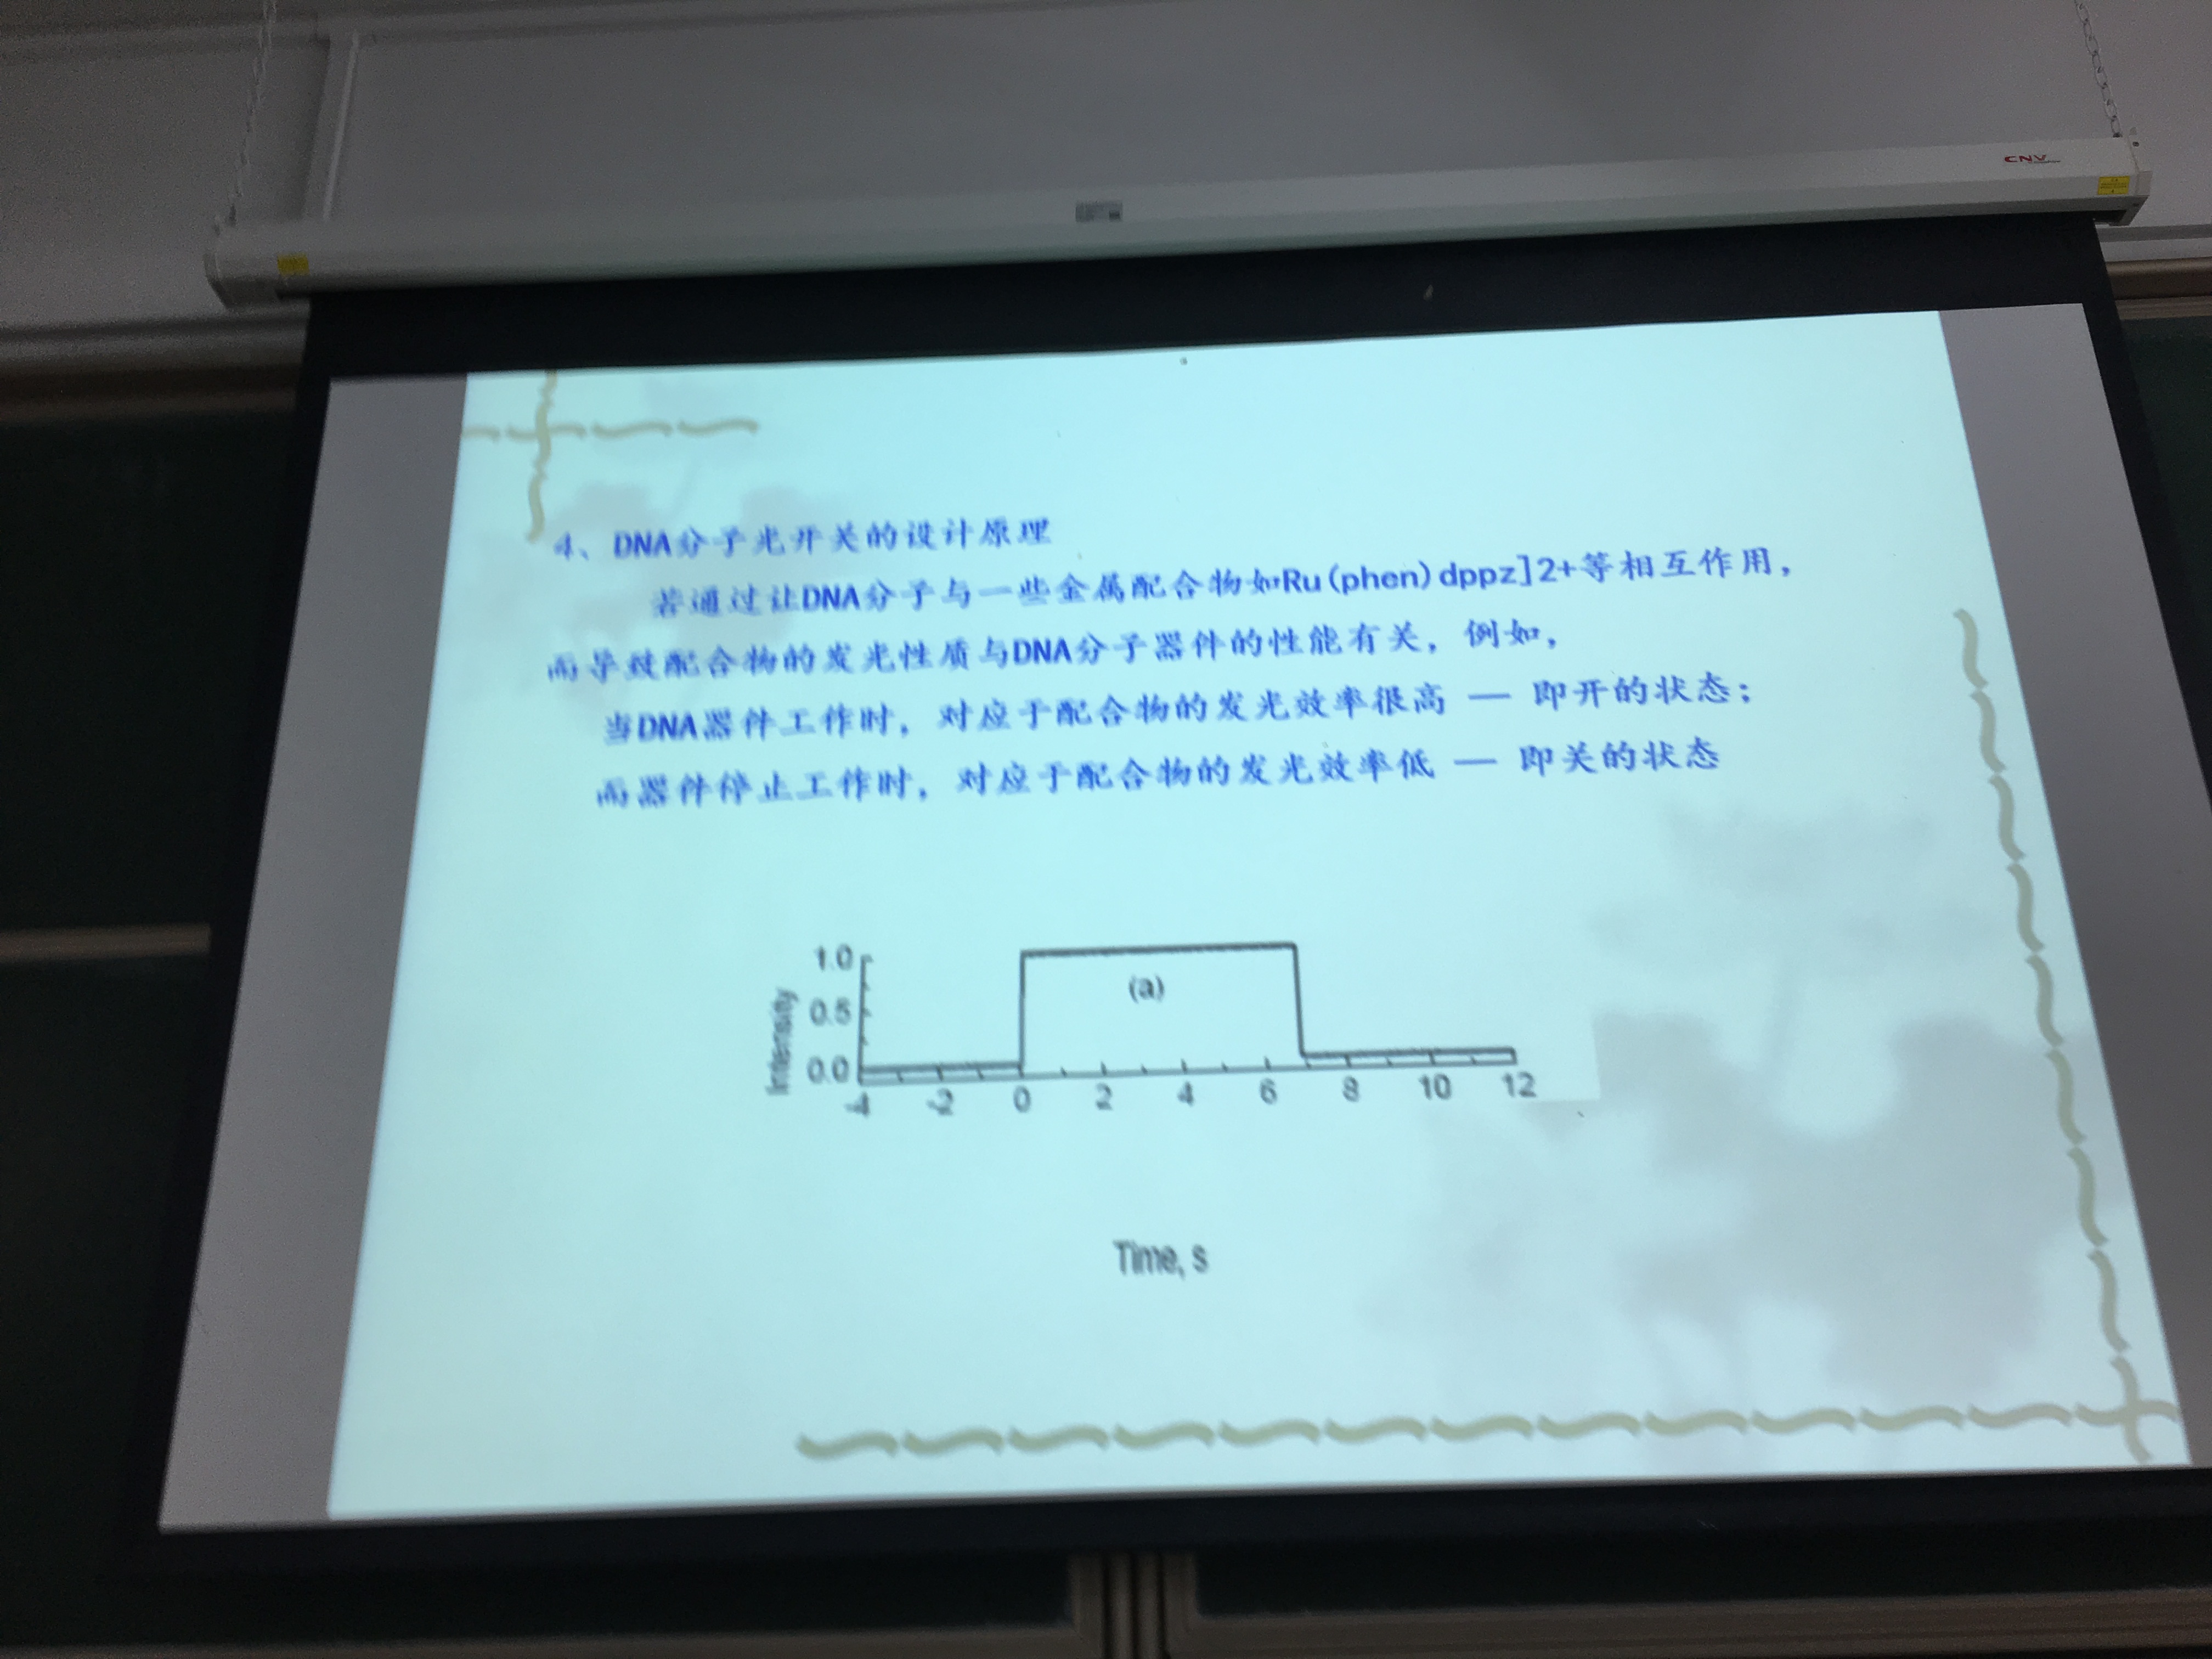 CNV
4、DNA分子光开关的设计原理
若通过让DNA分子与一些金属配合物如Ru(phen)dppz]2+等相互作用，
而导致配合物的发光性质与DNA分子器件的性能有关，例如，
当DNA器件工作时，对应于配合物的发光效率很高 — 即开的状态；
而器件停止工作时，对应于配合物的发光效率低 — 即关的状态
1.0
(a)
0.5
Intensity
0.0
-4 -2 0 2 4 6 8 10 12
Time, s